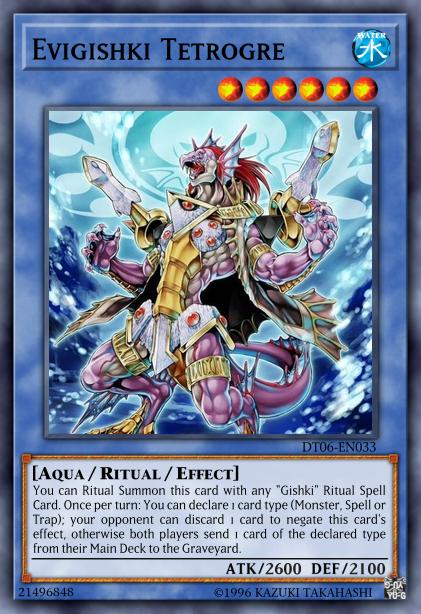 Evigishki Tetrogre
WATER
水
DT06-EN033
[Aqua / Ritual / Effect]
You can Ritual Summon this card with any "Gishki" Ritual Spell
Card. Once per turn: You can declare 1 card type (Monster, Spell or
Trap); your opponent can discard 1 card to negate this card's
effect, otherwise both players send 1 card of the declared type
from their Main Deck to the Graveyard.
ATK/2600 DEF/2100
21496848
©1996 KAZUKI TAKAHASHI